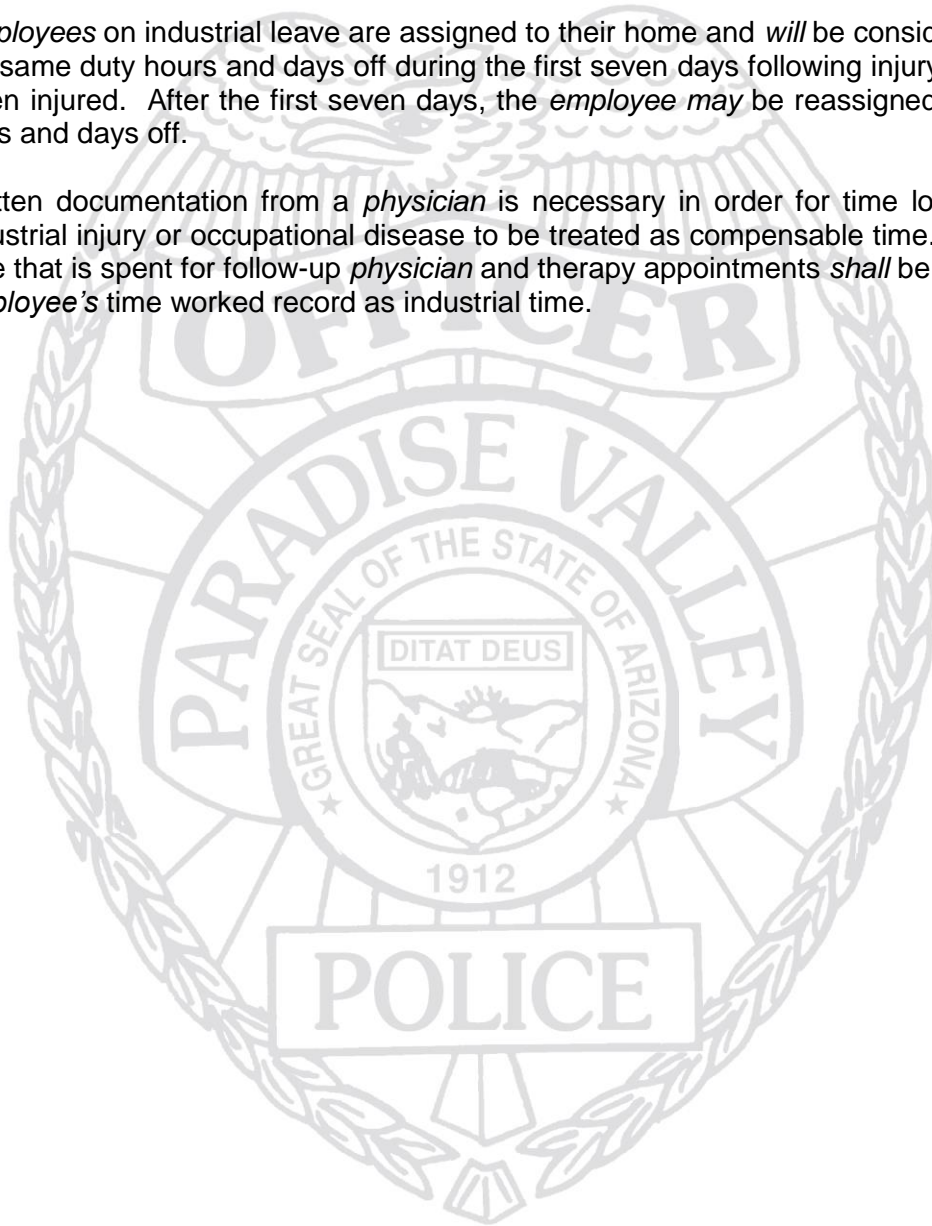 ployees on industrial leave are assigned to their home and will be consid
same duty hours and days off during the first seven days following injury
en injured. After the first seven days, the employee may be reassigned
s and days off.
tten documentation from a physician is necessary in order for time lo
ustrial injury or occupational disease to be treated as compensable time.
e that is spent for follow-up physician and therapy appointments shall be
ployee's time worked record as industrial time.
OFFICER
PARADISE VALLEY
GREAT SEAL OF THE STATE OF ARIZONA
DITAT DEUS
1912
POLICE